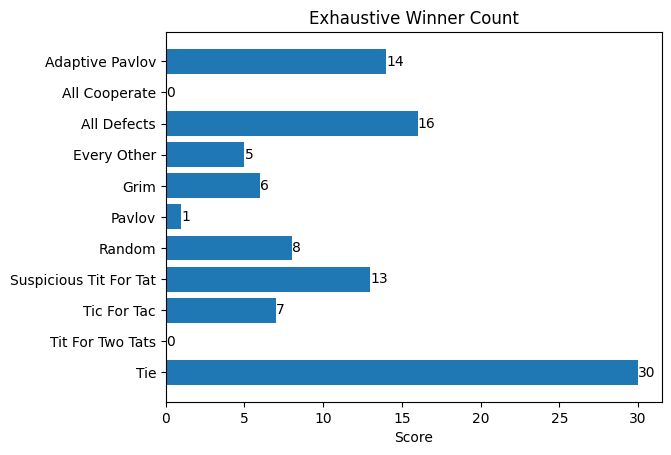 Exhaustive Winner Count
Adaptive Pavlov 14
All Cooperate 0
All Defects 16
Every Other 5
Grim 6
Pavlov 1
Random 8
Suspicious Tit For Tat 13
Tic For Tac 7
Tit For Two Tats 0
Tie 30
0 5 10 15 20 25 30
Score